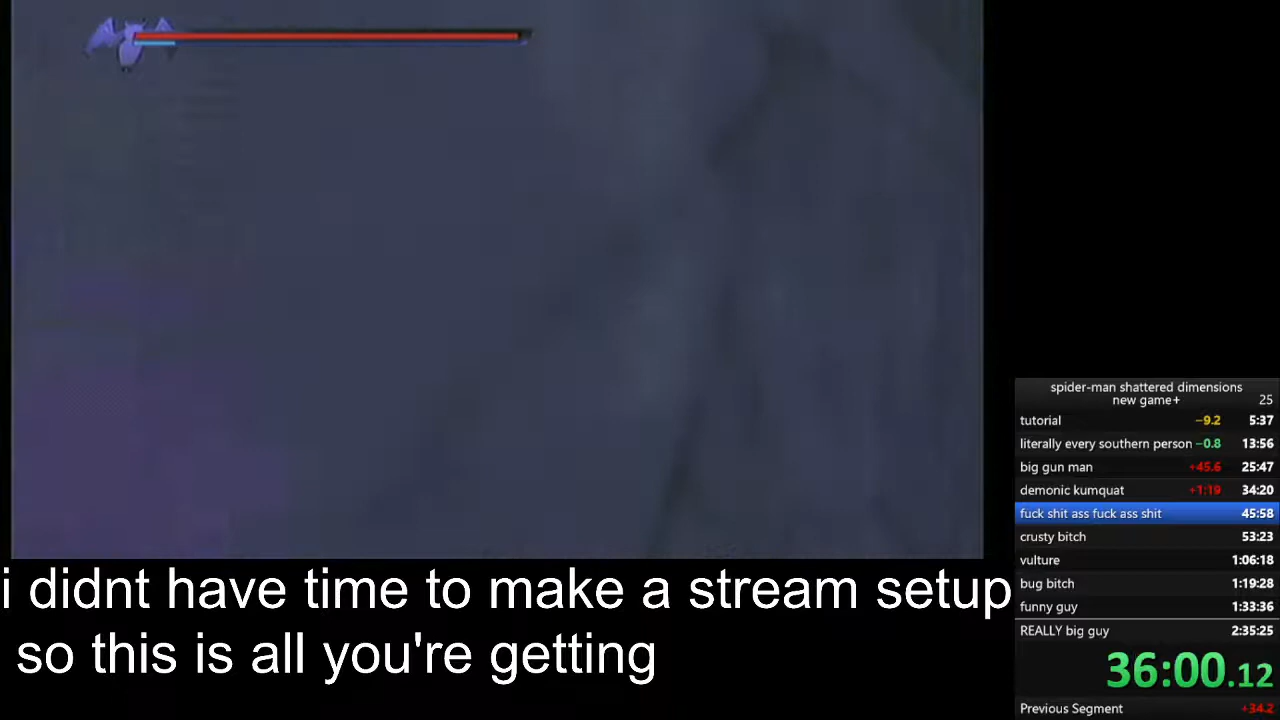 spider-man shattered dimensions
new game+ 25
tutorial −9.2 5:37
literally every southern person −0.8 13:56
big gun man +45.6 25:47
demonic kumquat +1:19 34:20
fuck shit ass fuck ass shit 45:58
crusty bitch 53:23
vulture 1:06:18
bug bitch 1:19:28
funny guy 1:33:36
REALLY big guy 2:35:25
36:00.12
Previous Segment +34.2
i didnt have time to make a stream setup
so this is all you're getting